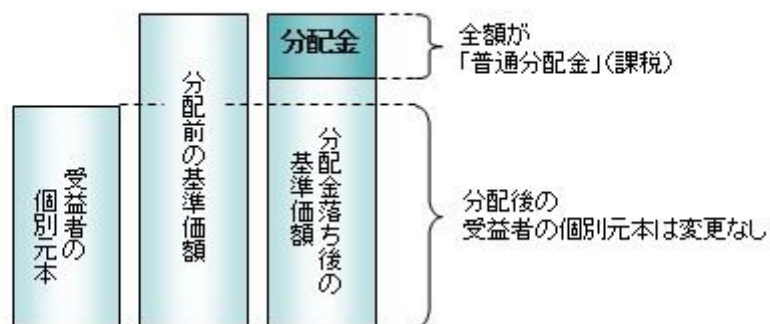 受益者の
個別元本
分配前の基準価額
分配金
分配金落ち後の
基準価額
全額が
「普通分配金」(課税)
分配後の
受益者の個別元本は変更なし